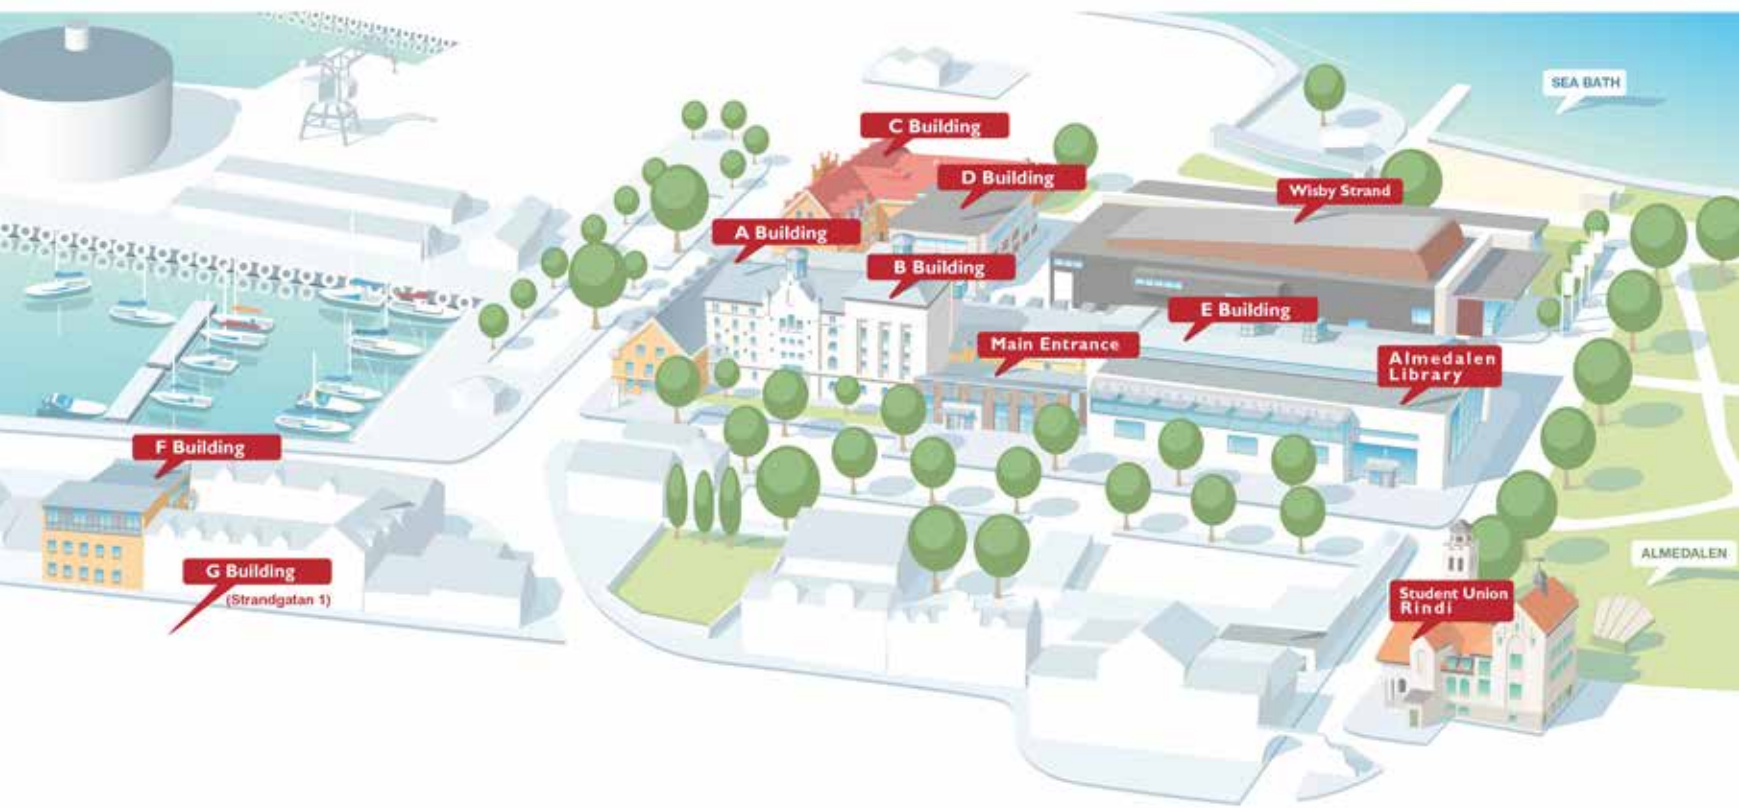 SEA BATH
C Building
D Building
Wisby Strand
A Building
B Building
E Building
Main Entrance
Almedalen
Library
F Building
ALMEDALEN
G Building
(Strandgatan 1)
Student Union
Rindi